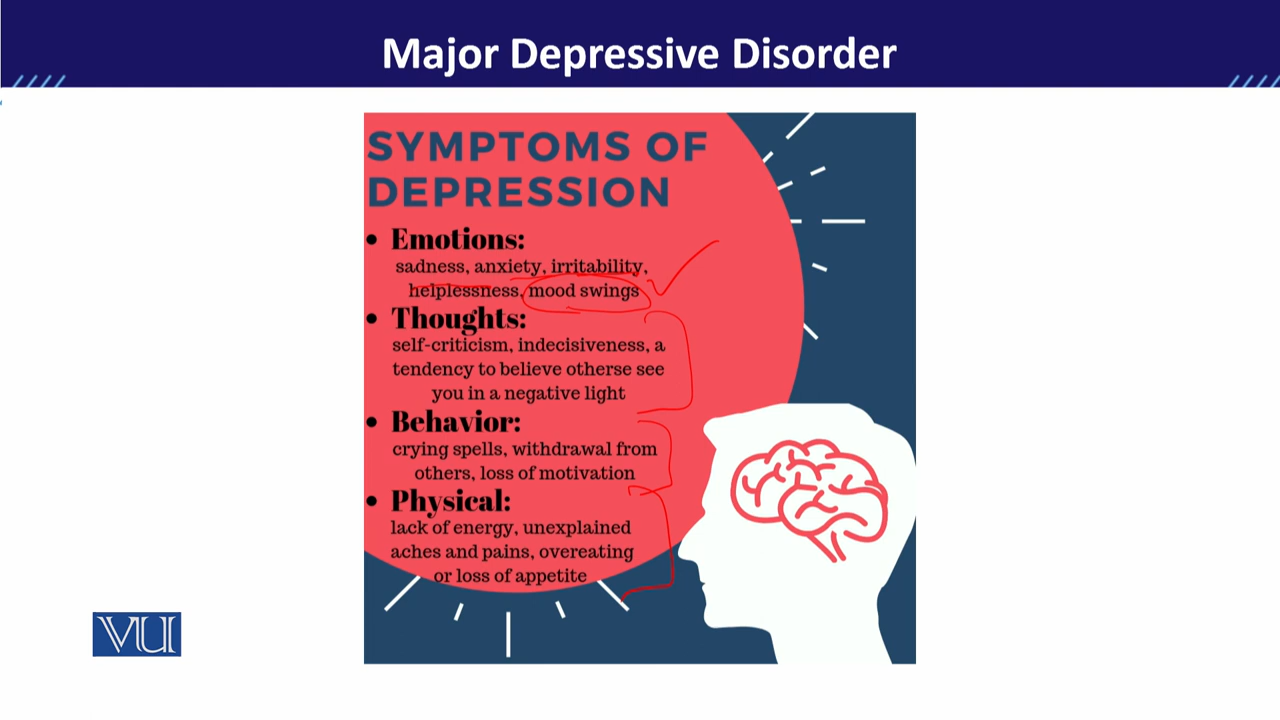 Major Depressive Disorder
SYMPTOMS OF
DEPRESSION
• Emotions:
sadness, anxiety, irritability,
helplessness, mood swings
• Thoughts:
self-criticism, indecisiveness, a
tendency to believe otherse see
you in a negative light
• Behavior:
crying spells, withdrawal from
others, loss of motivation
• Physical:
lack of energy, unexplained
aches and pains, overeating
or loss of appetite
VU